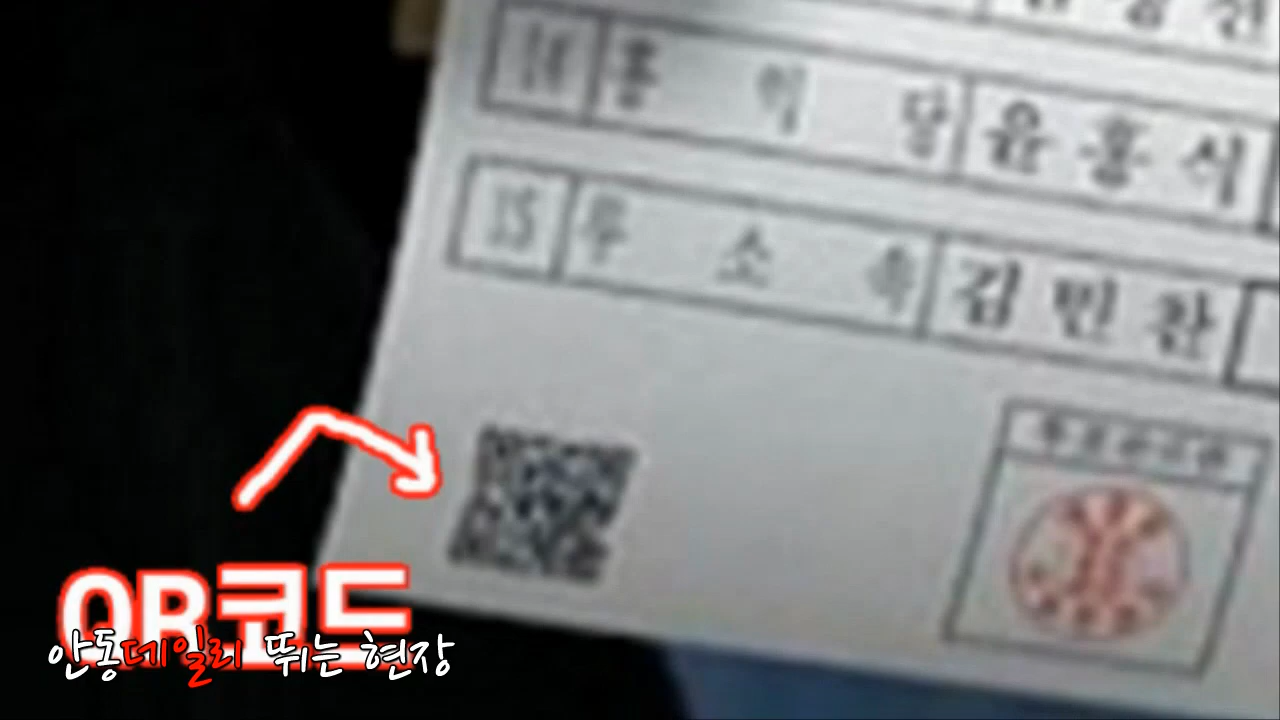 14 홍 익 당 윤 홍 식
15 무 소 속 김 민 찬
QR코드
안동데일리 뛰는 현장